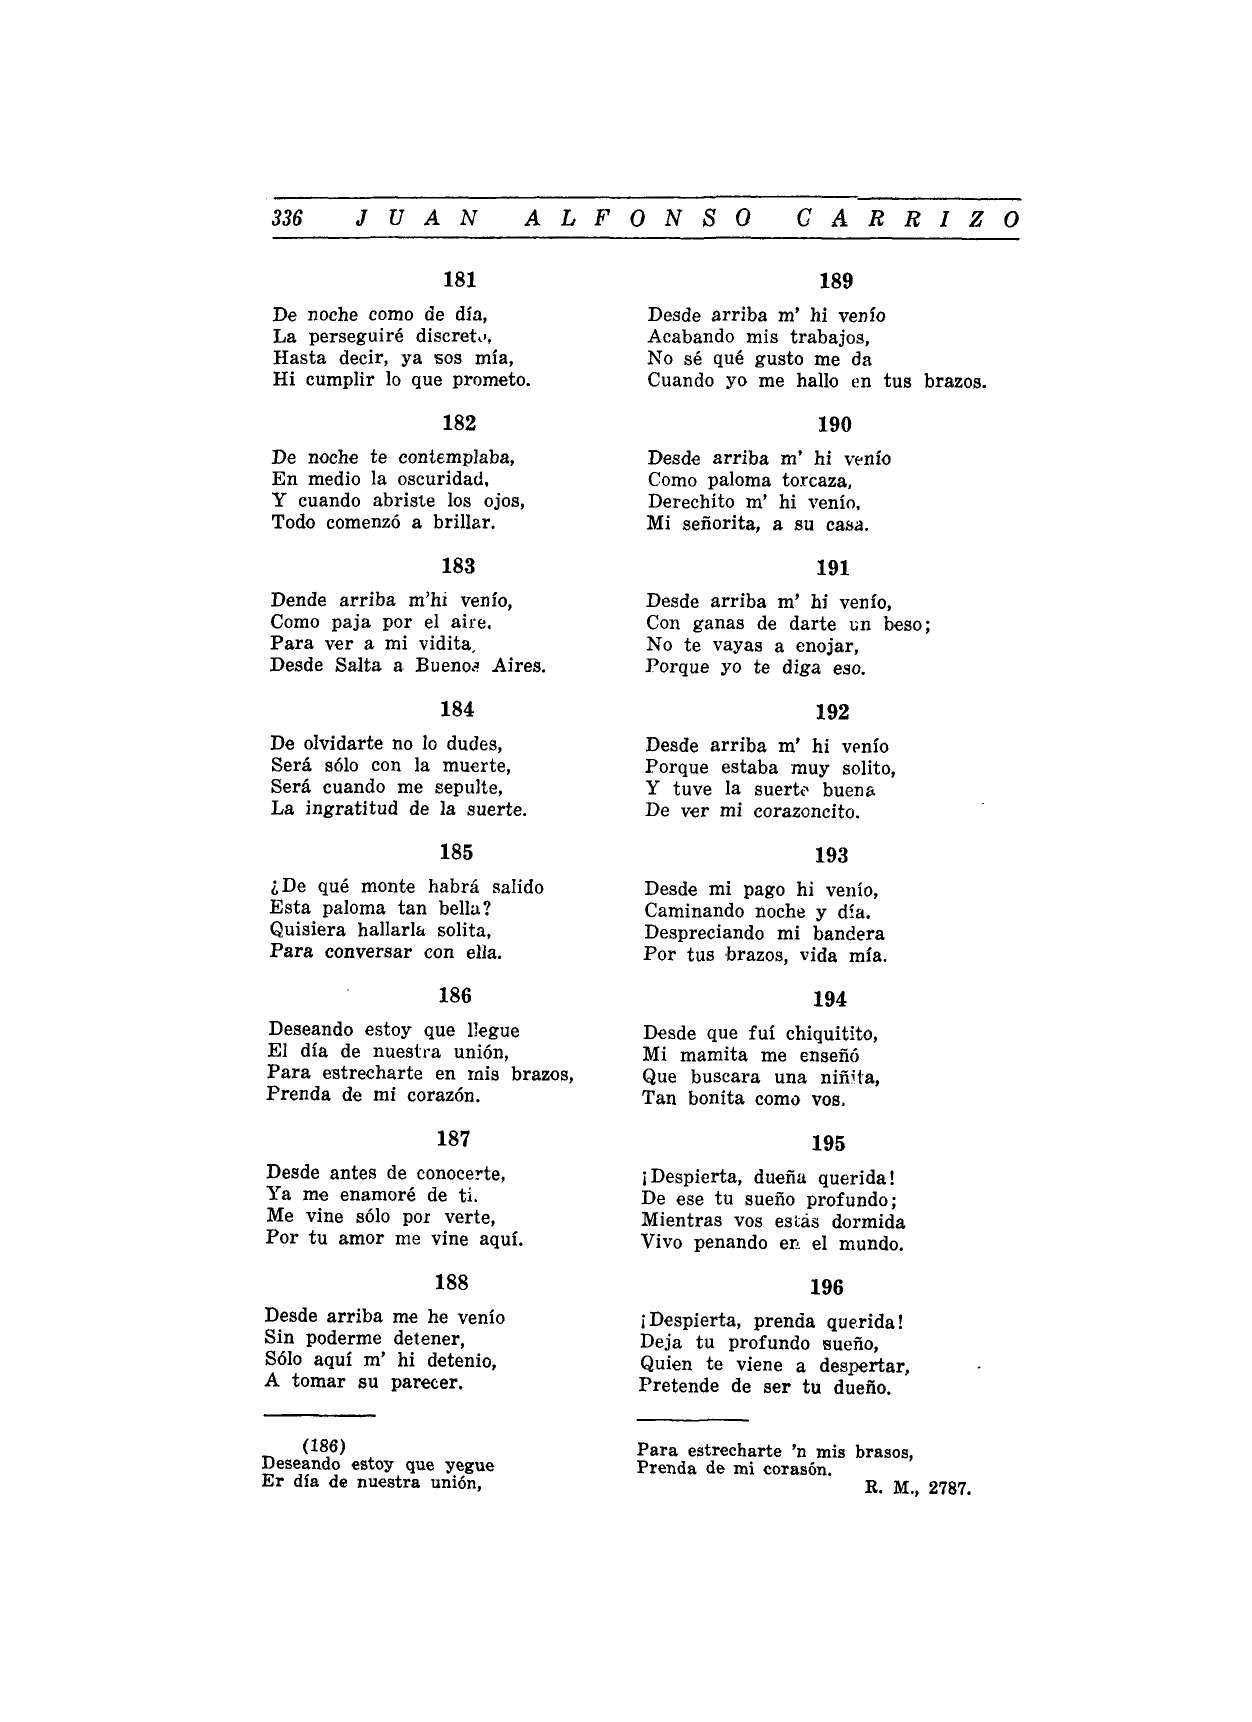 336 JUAN ALFONSO CARRIZO
181
De noche como de día,
La perseguiré discreto,
Hasta decir, ya sos mía,
Hi cumplir lo que prometo.
182
De noche te contemplaba,
En medio la oscuridad,
Y cuando abriste los ojos,
Todo comenzó a brillar.
183
Dende arriba m'hi venío,
Como paja por el aire.
Para ver a mi vidita,
Desde Salta a Buenos Aires.
184
De olvidarte no lo dudes,
Será sólo con la muerte,
Será cuando me sepulte,
La ingratitud de la suerte.
185
¿De qué monte habrá salido
Esta paloma tan bella?
Quisiera hallarla solita,
Para conversar con ella.
186
Deseando estoy que llegue
El día de nuestra unión,
Para estrecharte en mis brazos,
Prenda de mi corazón.
187
Desde antes de conocerte,
Ya me enamoré de ti.
Me vine sólo por verte,
Por tu amor me vine aquí.
188
Desde arriba me he venío
Sin poderme detener,
Sólo aquí m' hi detenio,
A tomar su parecer.
(186)
Deseando estoy que yegue
Er día de nuestra unión,
189
Desde arriba m' hi venío
Acabando mis trabajos,
No sé qué gusto me da
Cuando yo me hallo en tus brazos.
190
Desde arriba m' hi venío
Como paloma torcaza,
Derechito m' hi venío,
Mi señorita, a su casa.
191
Desde arriba m' hi venío,
Con ganas de darte un beso;
No te vayas a enojar,
Porque yo te diga eso.
192
Desde arriba m' hi venío
Porque estaba muy solito,
Y tuve la suerte buena
De ver mi corazoncito.
193
Desde mi pago hi venío,
Caminando noche y día.
Despreciando mi bandera
Por tus brazos, vida mía.
194
Desde que fuí chiquitito,
Mi mamita me enseñó
Que buscara una niñita,
Tan bonita como vos.
195
¡Despierta, dueña querida!
De ese tu sueño profundo;
Mientras vos estás dormida
Vivo penando en el mundo.
196
¡Despierta, prenda querida!
Deja tu profundo sueño,
Quien te viene a despertar,
Pretende de ser tu dueño.
Para estrecharte 'n mis brasos,
Prenda de mi corasón.
R. M., 2787.